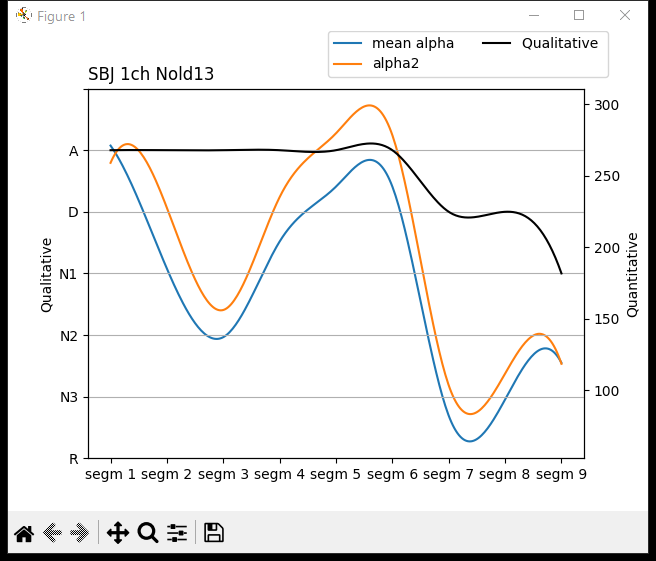 Figure 1
mean alpha
alpha2
Qualitative
SBJ 1ch Nold13
A
D
N1
N2
N3
R
Qualitative
300
250
200
150
100
Quantitative
segm 1 segm 2 segm 3 segm 4 segm 5 segm 6 segm 7 segm 8 segm 9